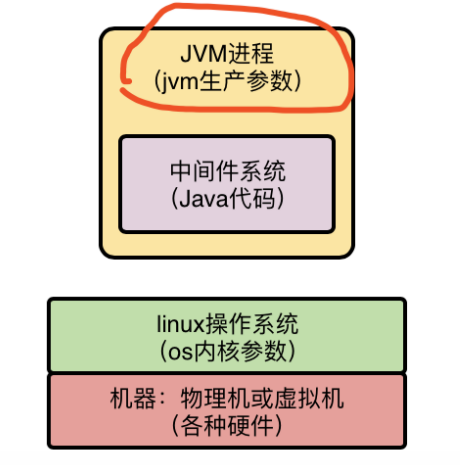 JVM进程
（jvm生产参数）
中间件系统
（Java代码）
linux操作系统
（os内核参数）
机器：物理机或虚拟机
（各种硬件）